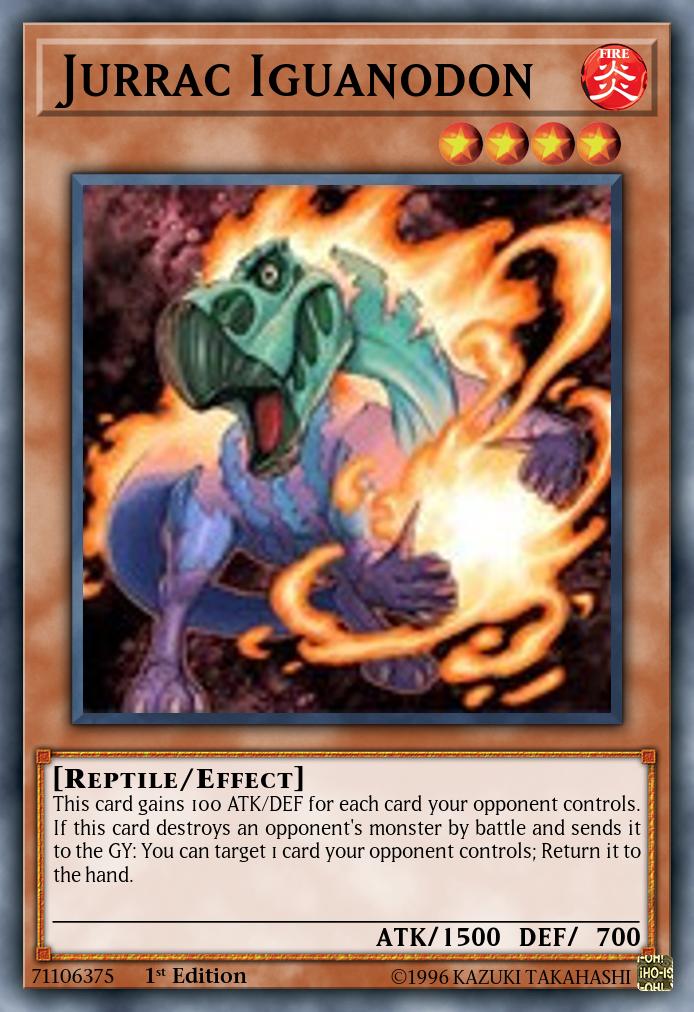 Jurrac Iguanodon
FIRE
炎
[Reptile/Effect]
This card gains 100 ATK/DEF for each card your opponent controls.
If this card destroys an opponent's monster by battle and sends it
to the GY: You can target 1 card your opponent controls; Return it to
the hand.
ATK/1500 DEF/ 700
71106375 1st Edition ©1996 KAZUKI TAKAHASHI